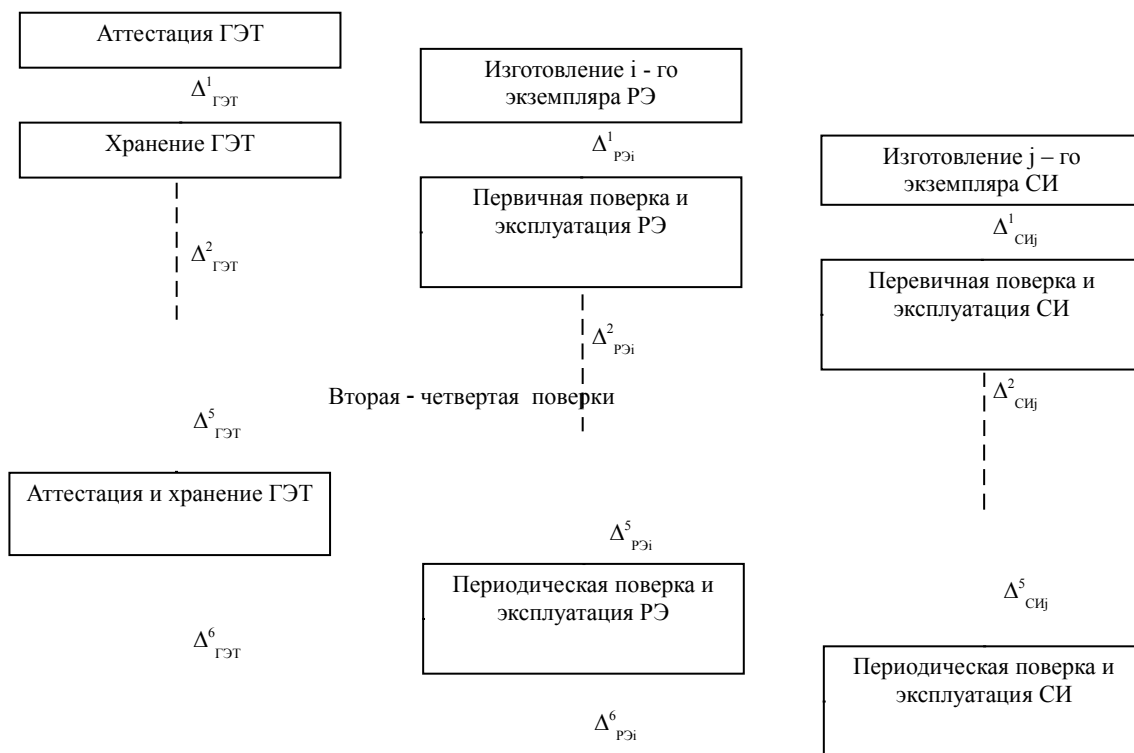 Аттестация ГЭТ
Δ¹ГЭТ
Хранение ГЭТ
Δ²ГЭТ
Δ⁵ГЭТ
Аттестация и хранение ГЭТ
Δ⁶ГЭТ
Изготовление i - го
экземпляра РЭ
Δ¹РЭi
Первичная поверка и
эксплуатация РЭ
Δ²РЭi
Вторая - четвертая поверки
Δ⁵РЭi
Периодическая поверка и
эксплуатация РЭ
Δ⁶РЭi
Изготовление j – го
экземпляра СИ
Δ¹СИj
Перевичная поверка и
эксплуатация СИ
Δ²СИj
Δ⁵СИj
Периодическая поверка и
эксплуатация СИ